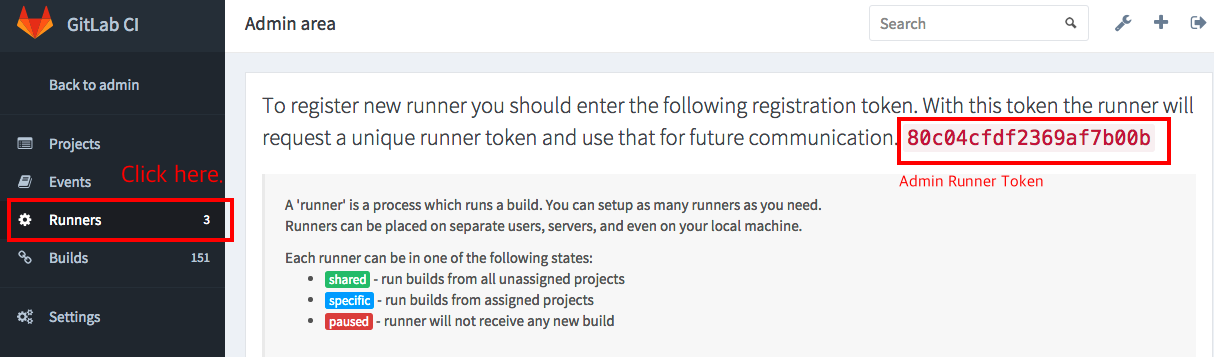 GitLab CI
Admin area
Search
Back to admin
Projects
Events
Click here.
Runners 3
Builds 151
Settings
To register new runner you should enter the following registration token. With this token the runner will
request a unique runner token and use that for future communication. 80c04cfdf2369af7b00b
Admin Runner Token
A 'runner' is a process which runs a build. You can setup as many runners as you need.
Runners can be placed on separate users, servers, and even on your local machine.
Each runner can be in one of the following states:
• shared - run builds from all unassigned projects
• specific - run builds from assigned projects
• paused - runner will not receive any new build